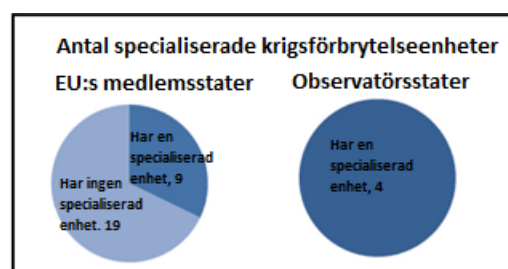 Antal specialiserade krigsförbrytelseenheter
EU:s medlemsstater
Observatörsstater
Har en
specialiserad
enhet, 9
Har ingen
specialiserad
enhet. 19
Har en
specialiserad
enhet, 4